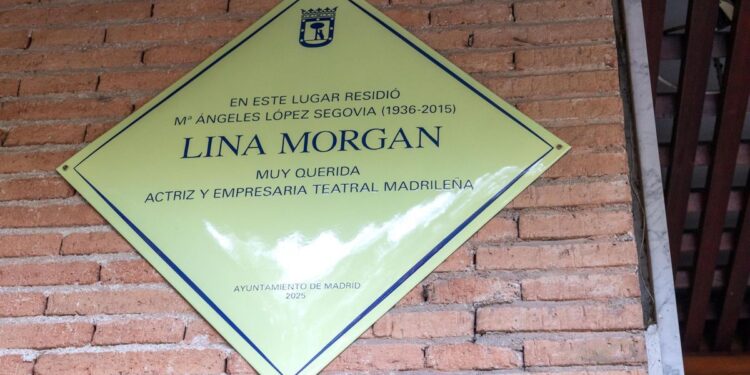 EN ESTE LUGAR RESIDIÓ
Mª ÁNGELES LÓPEZ SEGOVIA (1936-2015)
LINA MORGAN
MUY QUERIDA
ACTRIZ Y EMPRESARIA TEATRAL MADRILEÑA
AYUNTAMIENTO DE MADRID
2025